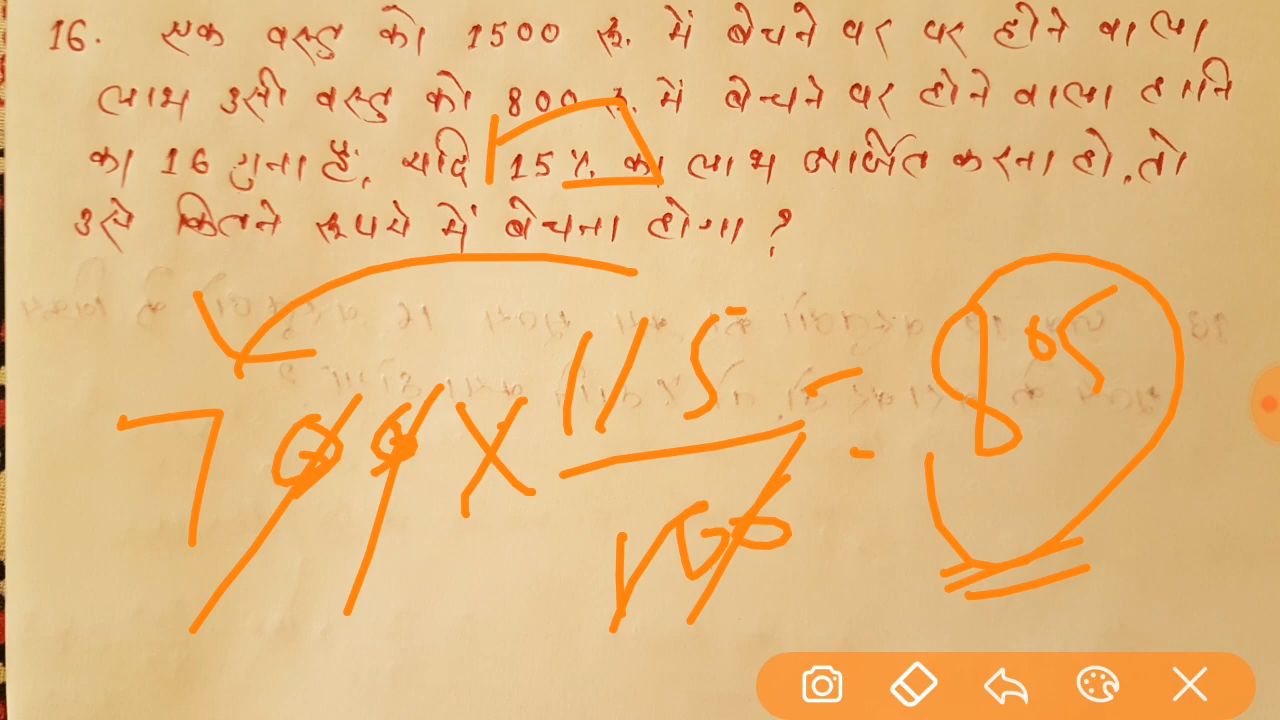 16. एक वस्तु को 1500 रू. में बेचने पर पर होने वाला
लाभ उसी वस्तु को 800 रू. में बेचने पर होने वाला हानि
का 16 गुना है, यदि 15 % का लाभ अर्जित करना हो, तो
उसे कितने रूपये में बेचना होगा ?
700 × 115 / 100 = 805